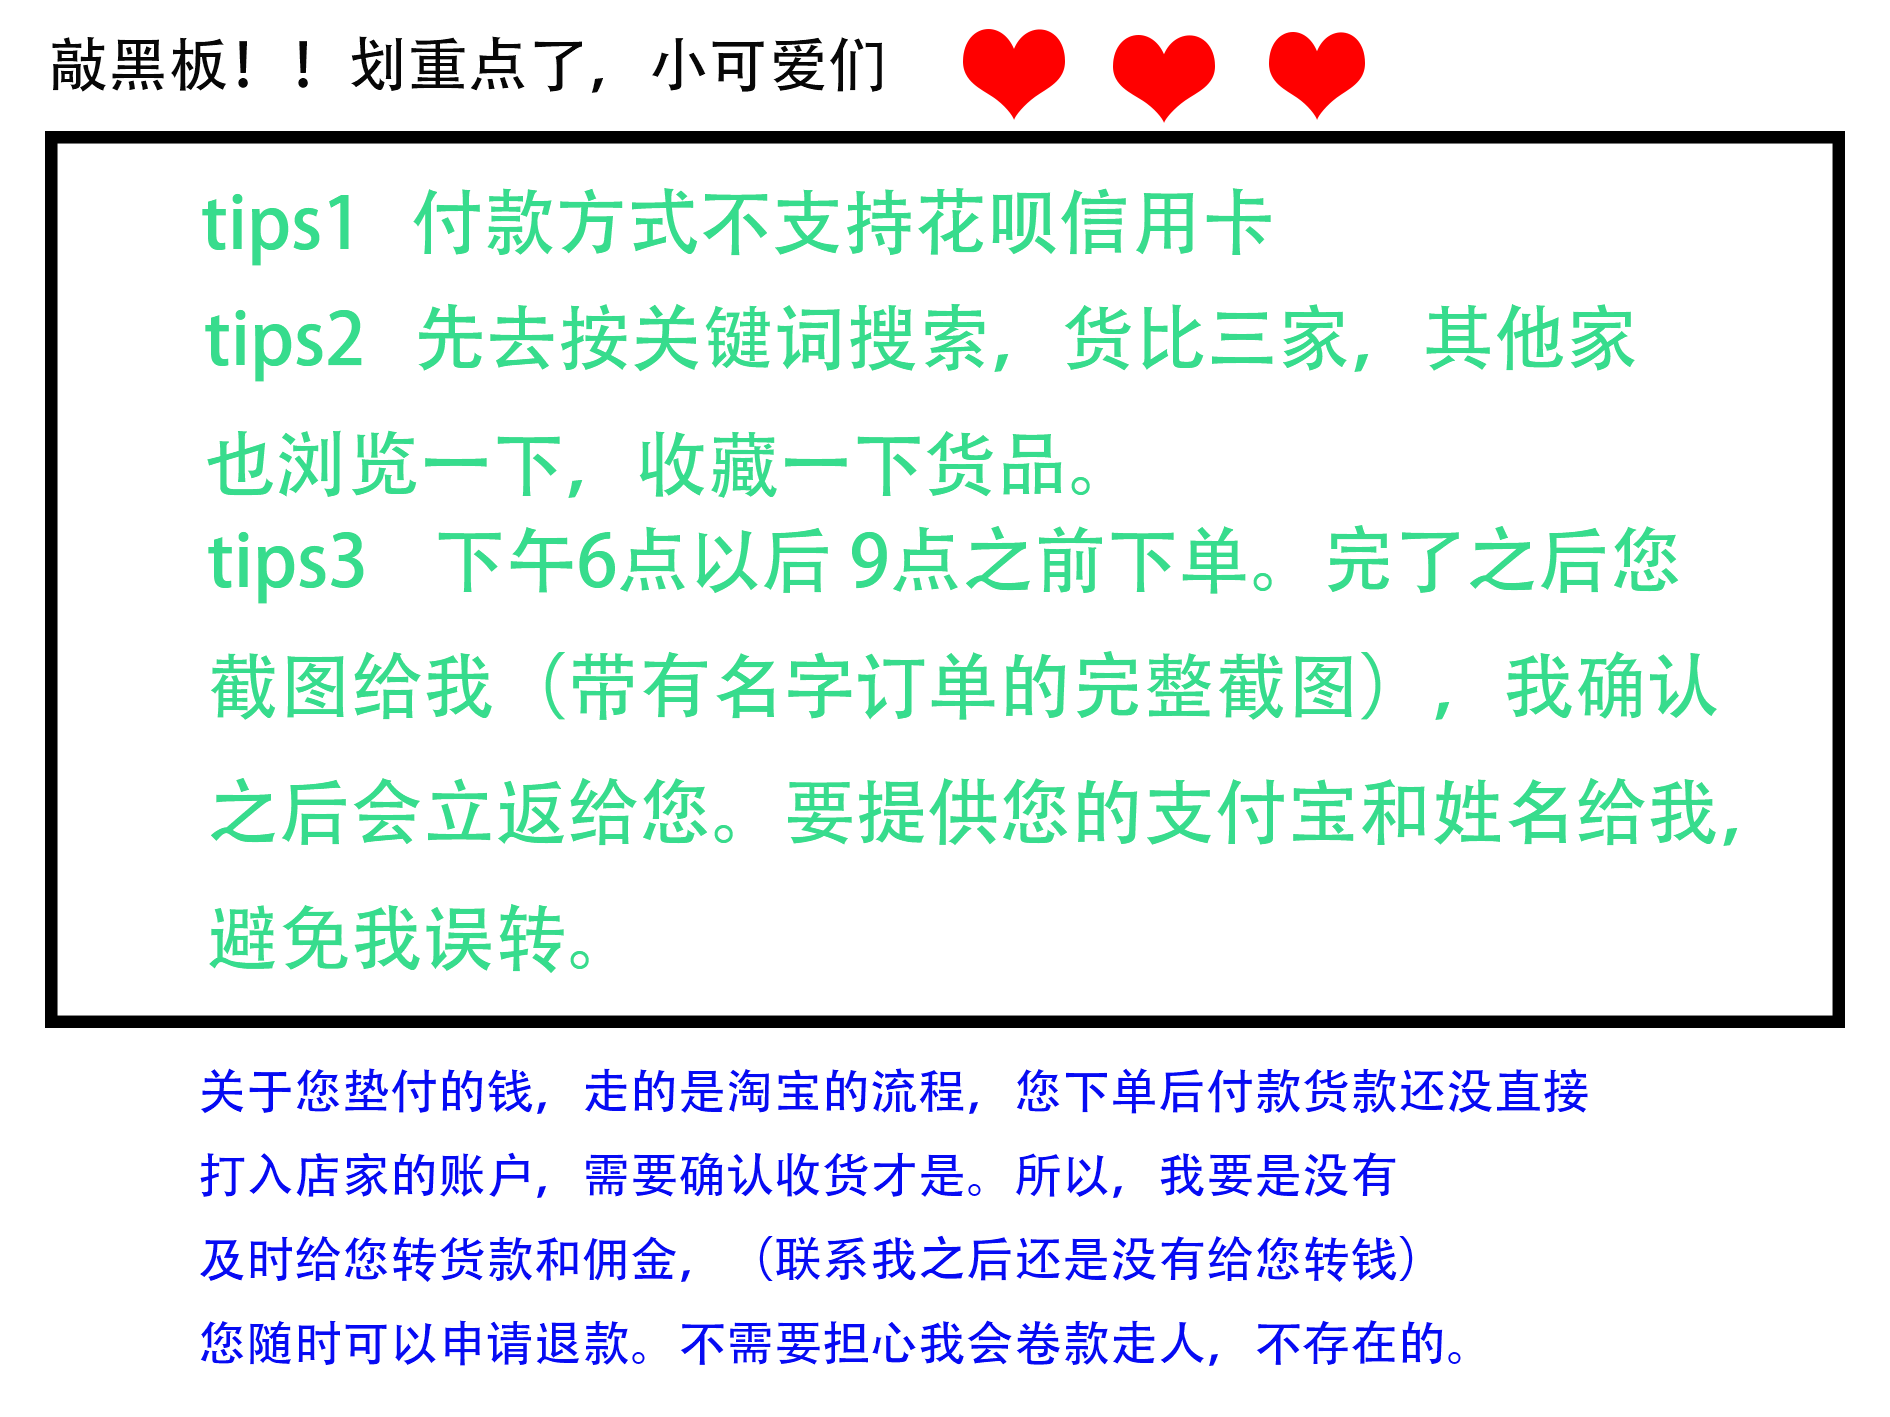 敲黑板！！划重点了，小可爱们
tips1 付款方式不支持花呗信用卡
tips2 先去按关键词搜索，货比三家，其他家
也浏览一下，收藏一下货品。
tips3 下午6点以后 9点之前下单。完了之后您
截图给我（带有名字订单的完整截图），我确认
之后会立返给您。要提供您的支付宝和姓名给我，
避免我误转。
关于您垫付的钱，走的是淘宝的流程，您下单后付款货款还没直接
打入店家的账户，需要确认收货才是。所以，我要是没有
及时给您转货款和佣金，（联系我之后还是没有给您转钱）
您随时可以申请退款。不需要担心我会卷款走人，不存在的。